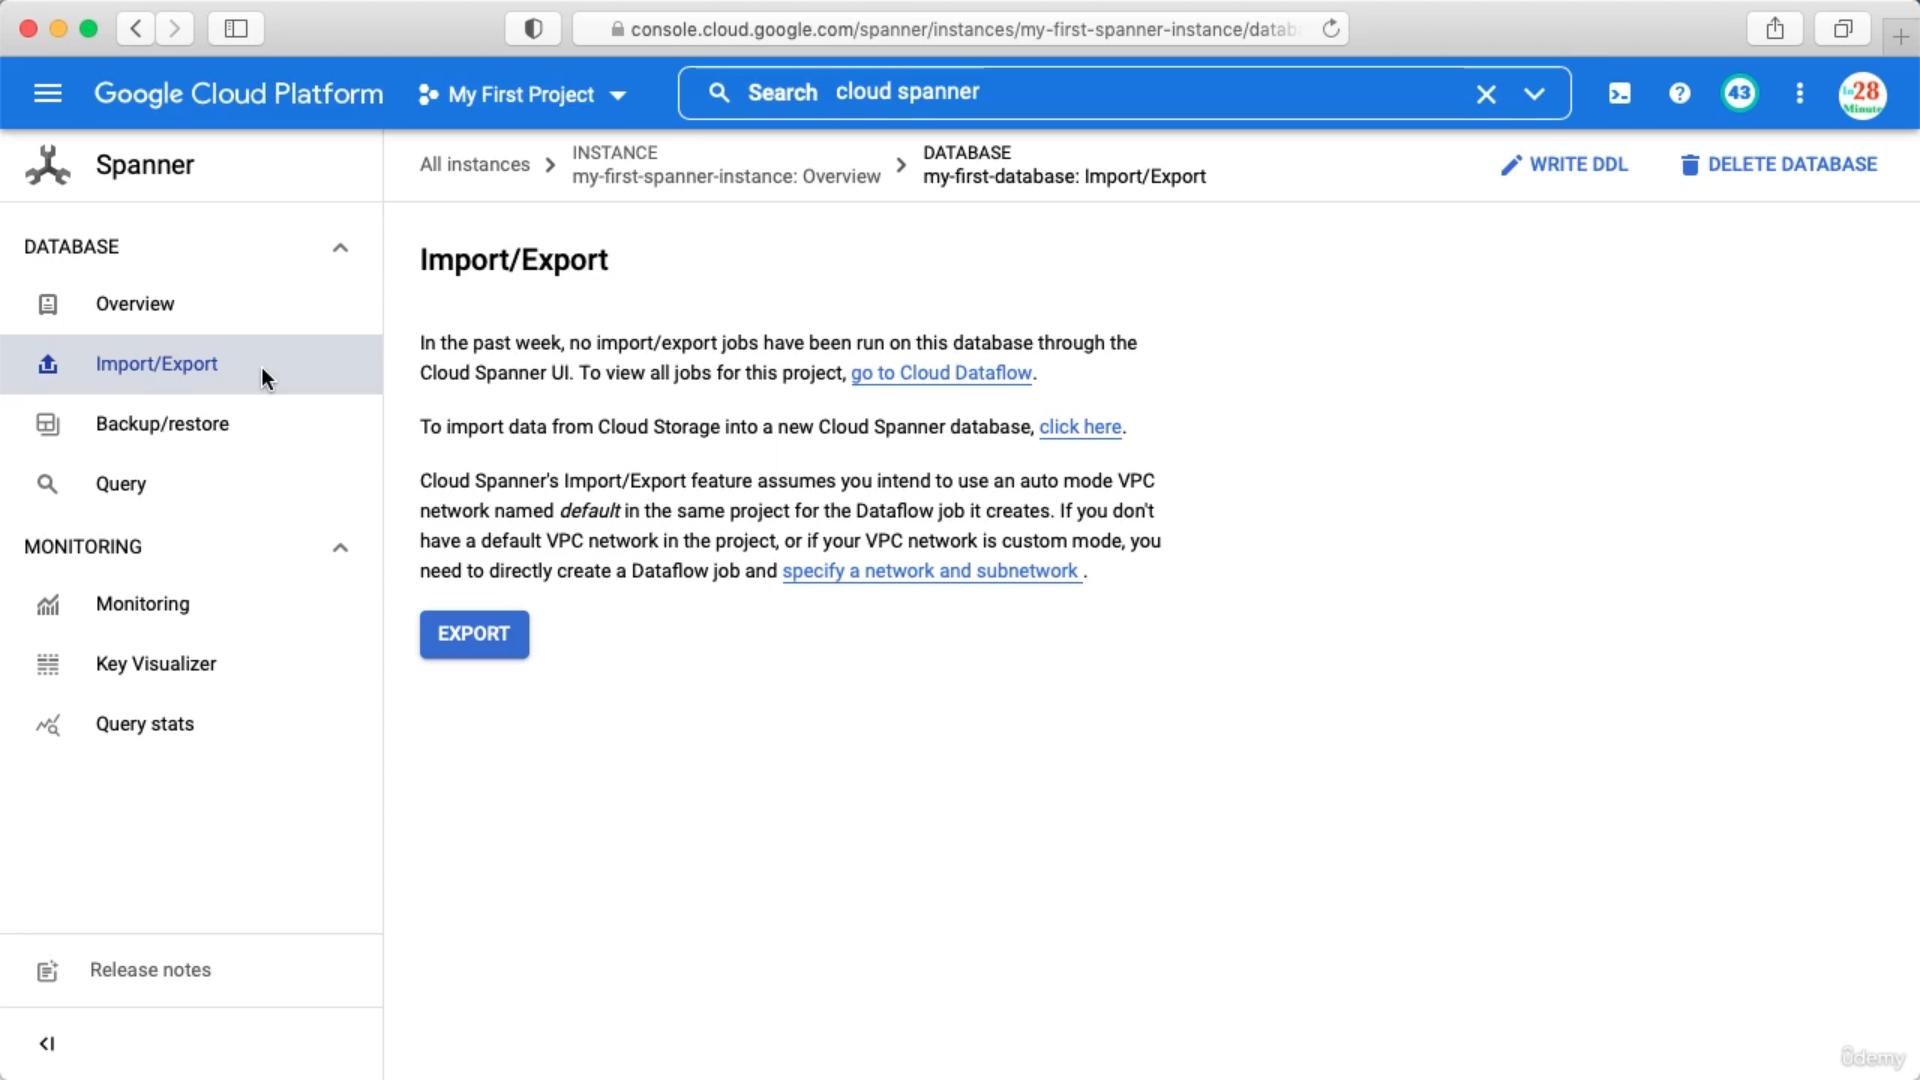 console.cloud.google.com/spanner/instances/my-first-spanner-instance/datab
Google Cloud Platform
My First Project
Search cloud spanner
43
in28
Minute
Spanner
All instances
INSTANCE
my-first-spanner-instance: Overview
DATABASE
my-first-database: Import/Export
WRITE DDL
DELETE DATABASE
DATABASE
Overview
Import/Export
Backup/restore
Query
MONITORING
Monitoring
Key Visualizer
Query stats
Release notes
Import/Export
In the past week, no import/export jobs have been run on this database through the
Cloud Spanner UI. To view all jobs for this project, go to Cloud Dataflow.
To import data from Cloud Storage into a new Cloud Spanner database, click here.
Cloud Spanner's Import/Export feature assumes you intend to use an auto mode VPC
network named default in the same project for the Dataflow job it creates. If you don't
have a default VPC network in the project, or if your VPC network is custom mode, you
need to directly create a Dataflow job and specify a network and subnetwork .
EXPORT
ûdemy